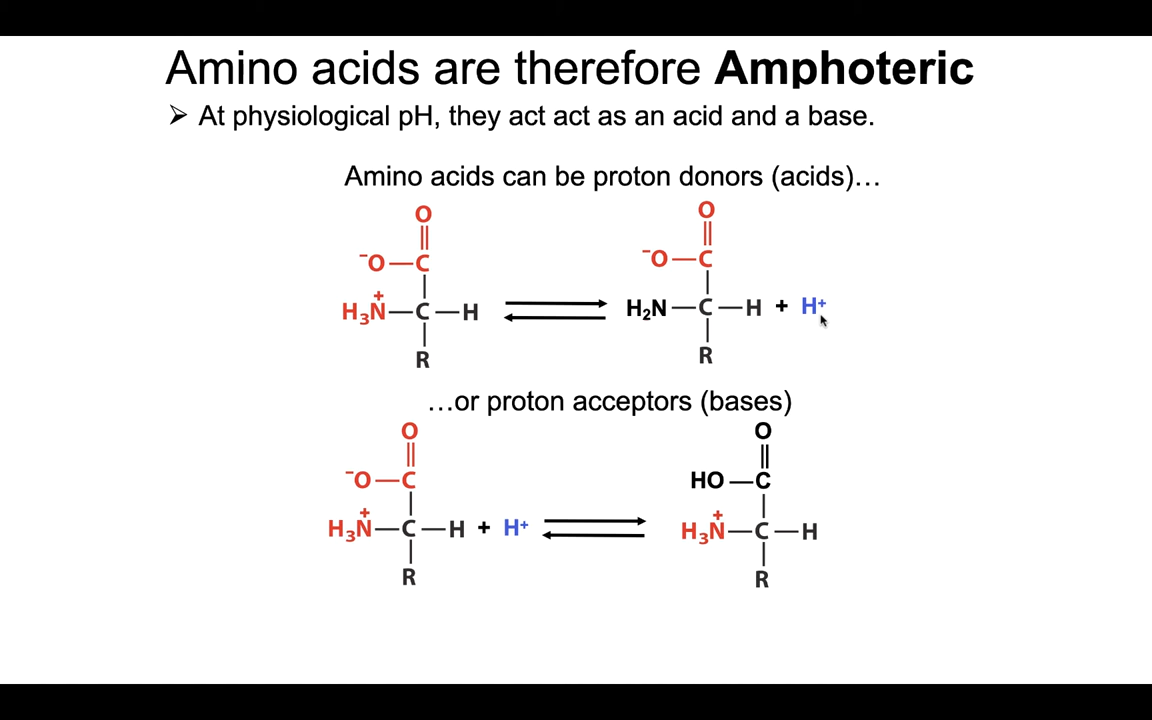 Amino acids are therefore Amphoteric
➢ At physiological pH, they act act as an acid and a base.
Amino acids can be proton donors (acids)…
O
⁻O—C
H₃N⁺—C—H
R
O
⁻O—C
H₂N—C—H + H⁺
R
…or proton acceptors (bases)
O
⁻O—C
H₃N⁺—C—H + H⁺
R
O
HO—C
H₃N⁺—C—H
R